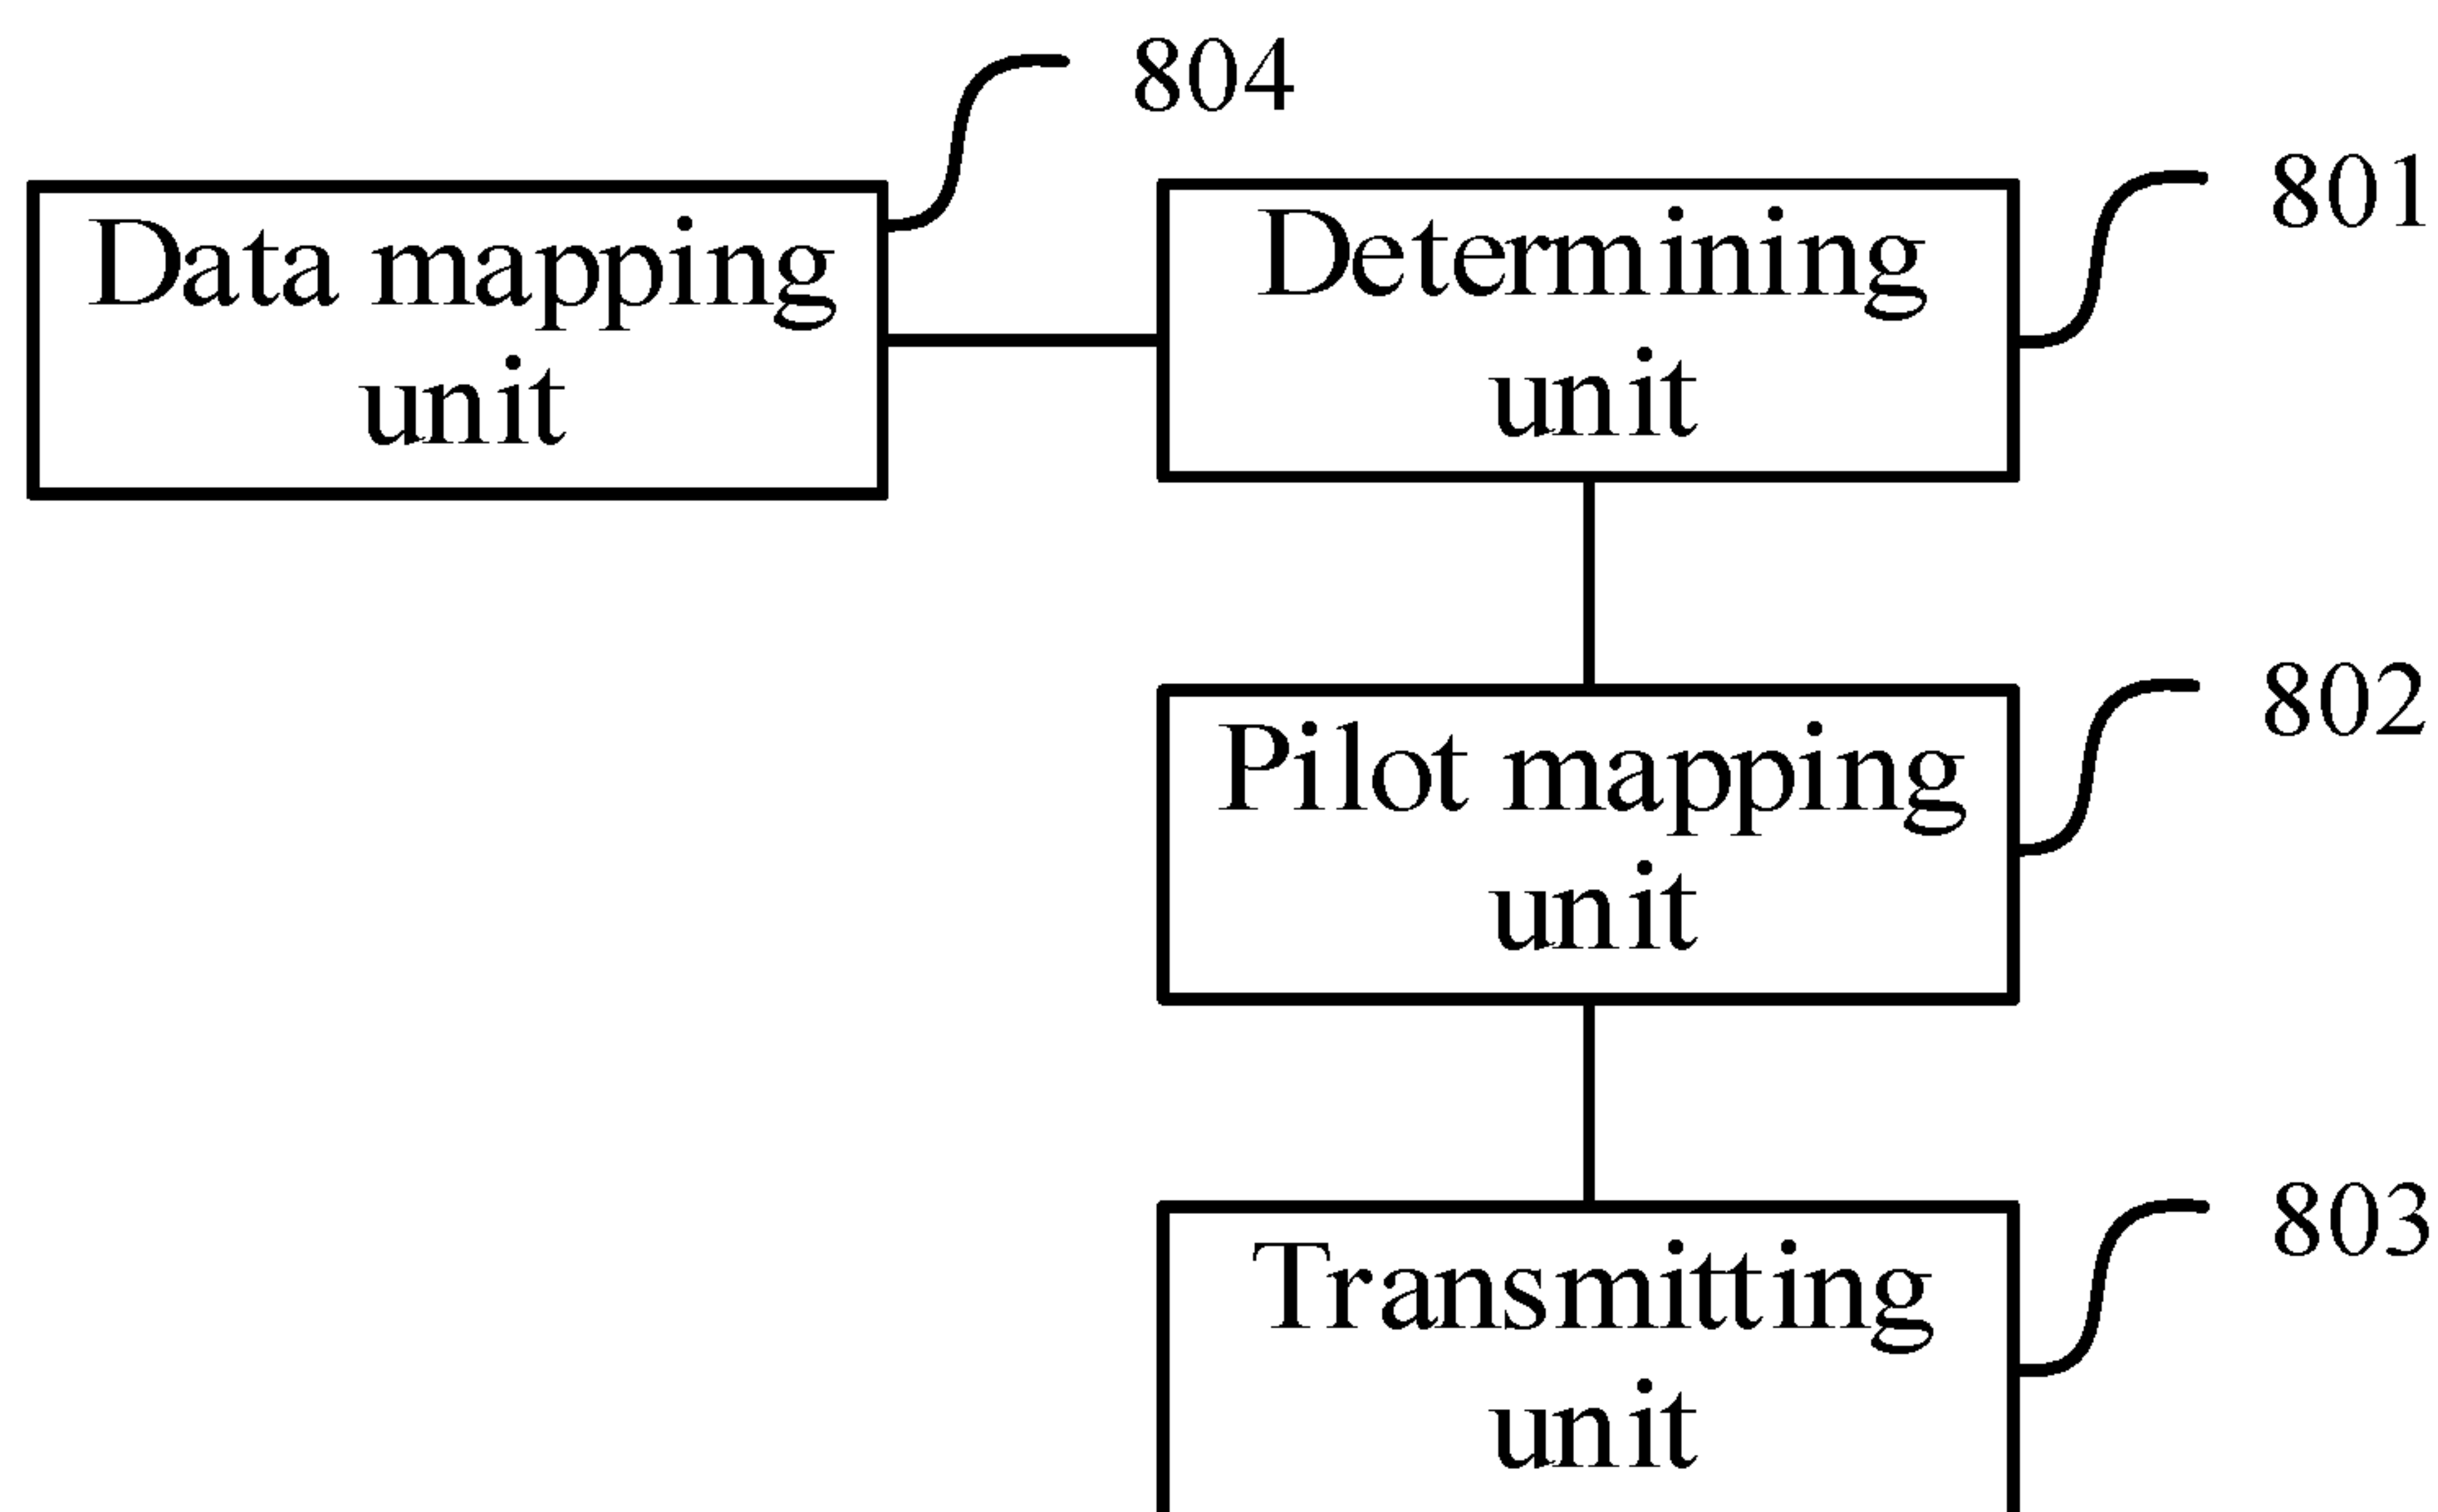 804
801
Data mapping
unit
Determining
unit
802
Pilot mapping
unit
803
Transmitting
unit